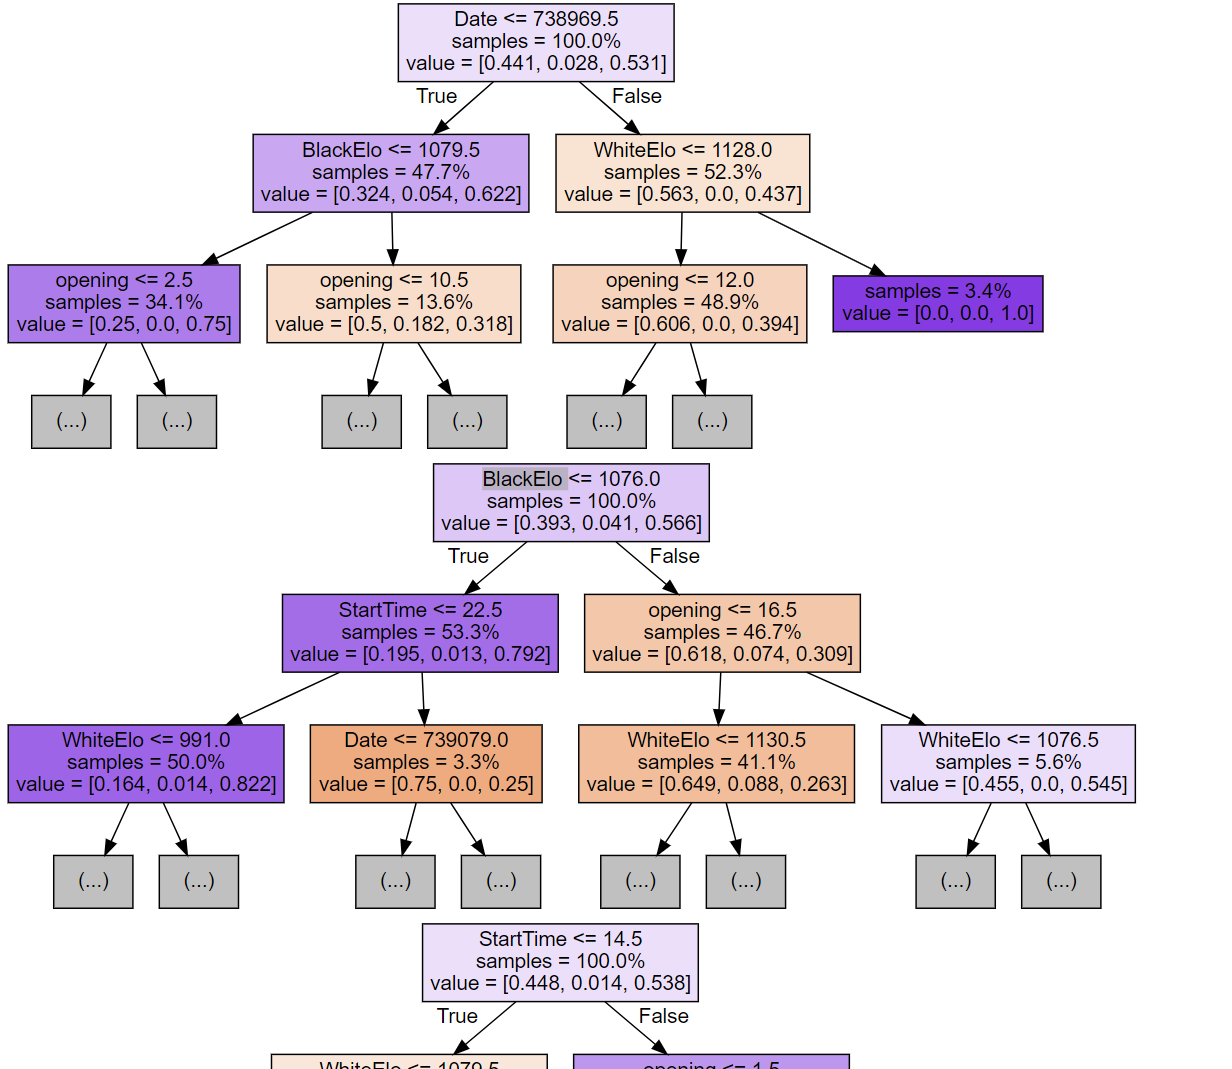 Date <= 738969.5
samples = 100.0%
value = [0.441, 0.028, 0.531]
True
False
BlackElo <= 1079.5
samples = 47.7%
value = [0.324, 0.054, 0.622]
WhiteElo <= 1128.0
samples = 52.3%
value = [0.563, 0.0, 0.437]
opening <= 2.5
samples = 34.1%
value = [0.25, 0.0, 0.75]
opening <= 10.5
samples = 13.6%
value = [0.5, 0.182, 0.318]
opening <= 12.0
samples = 48.9%
value = [0.606, 0.0, 0.394]
samples = 3.4%
value = [0.0, 0.0, 1.0]
(...)
(...)
(...)
(...)
(...)
(...)
BlackElo <= 1076.0
samples = 100.0%
value = [0.393, 0.041, 0.566]
True
False
StartTime <= 22.5
samples = 53.3%
value = [0.195, 0.013, 0.792]
opening <= 16.5
samples = 46.7%
value = [0.618, 0.074, 0.309]
WhiteElo <= 991.0
samples = 50.0%
value = [0.164, 0.014, 0.822]
Date <= 739079.0
samples = 3.3%
value = [0.75, 0.0, 0.25]
WhiteElo <= 1130.5
samples = 41.1%
value = [0.649, 0.088, 0.263]
WhiteElo <= 1076.5
samples = 5.6%
value = [0.455, 0.0, 0.545]
(...)
(...)
(...)
(...)
(...)
(...)
(...)
(...)
StartTime <= 14.5
samples = 100.0%
value = [0.448, 0.014, 0.538]
True
False
WhiteElo <= 1079.5
opening <= 1.5